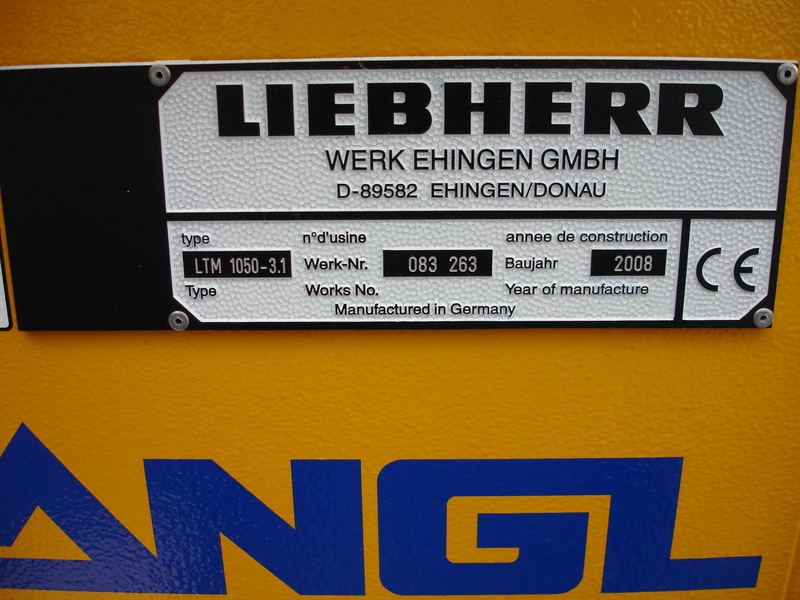 LIEBHERR
WERK EHINGEN GMBH
D-89582 EHINGEN/DONAU
type n°d'usine annee de construction
LTM 1050-3.1 Werk-Nr. 083 263 Baujahr 2008 CE
Type Works No. Year of manufacture
Manufactured in Germany
ANGL